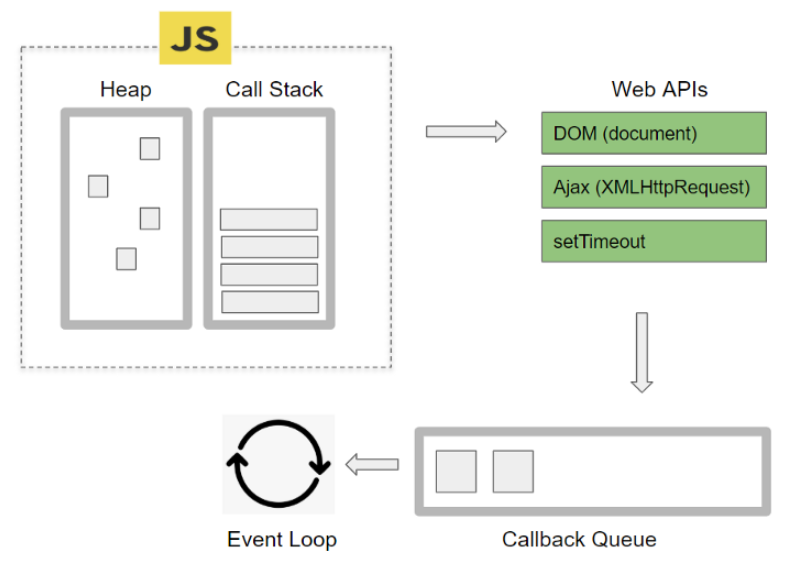 JS
Heap
Call Stack
Web APIs
DOM (document)
Ajax (XMLHttpRequest)
setTimeout
Event Loop
Callback Queue